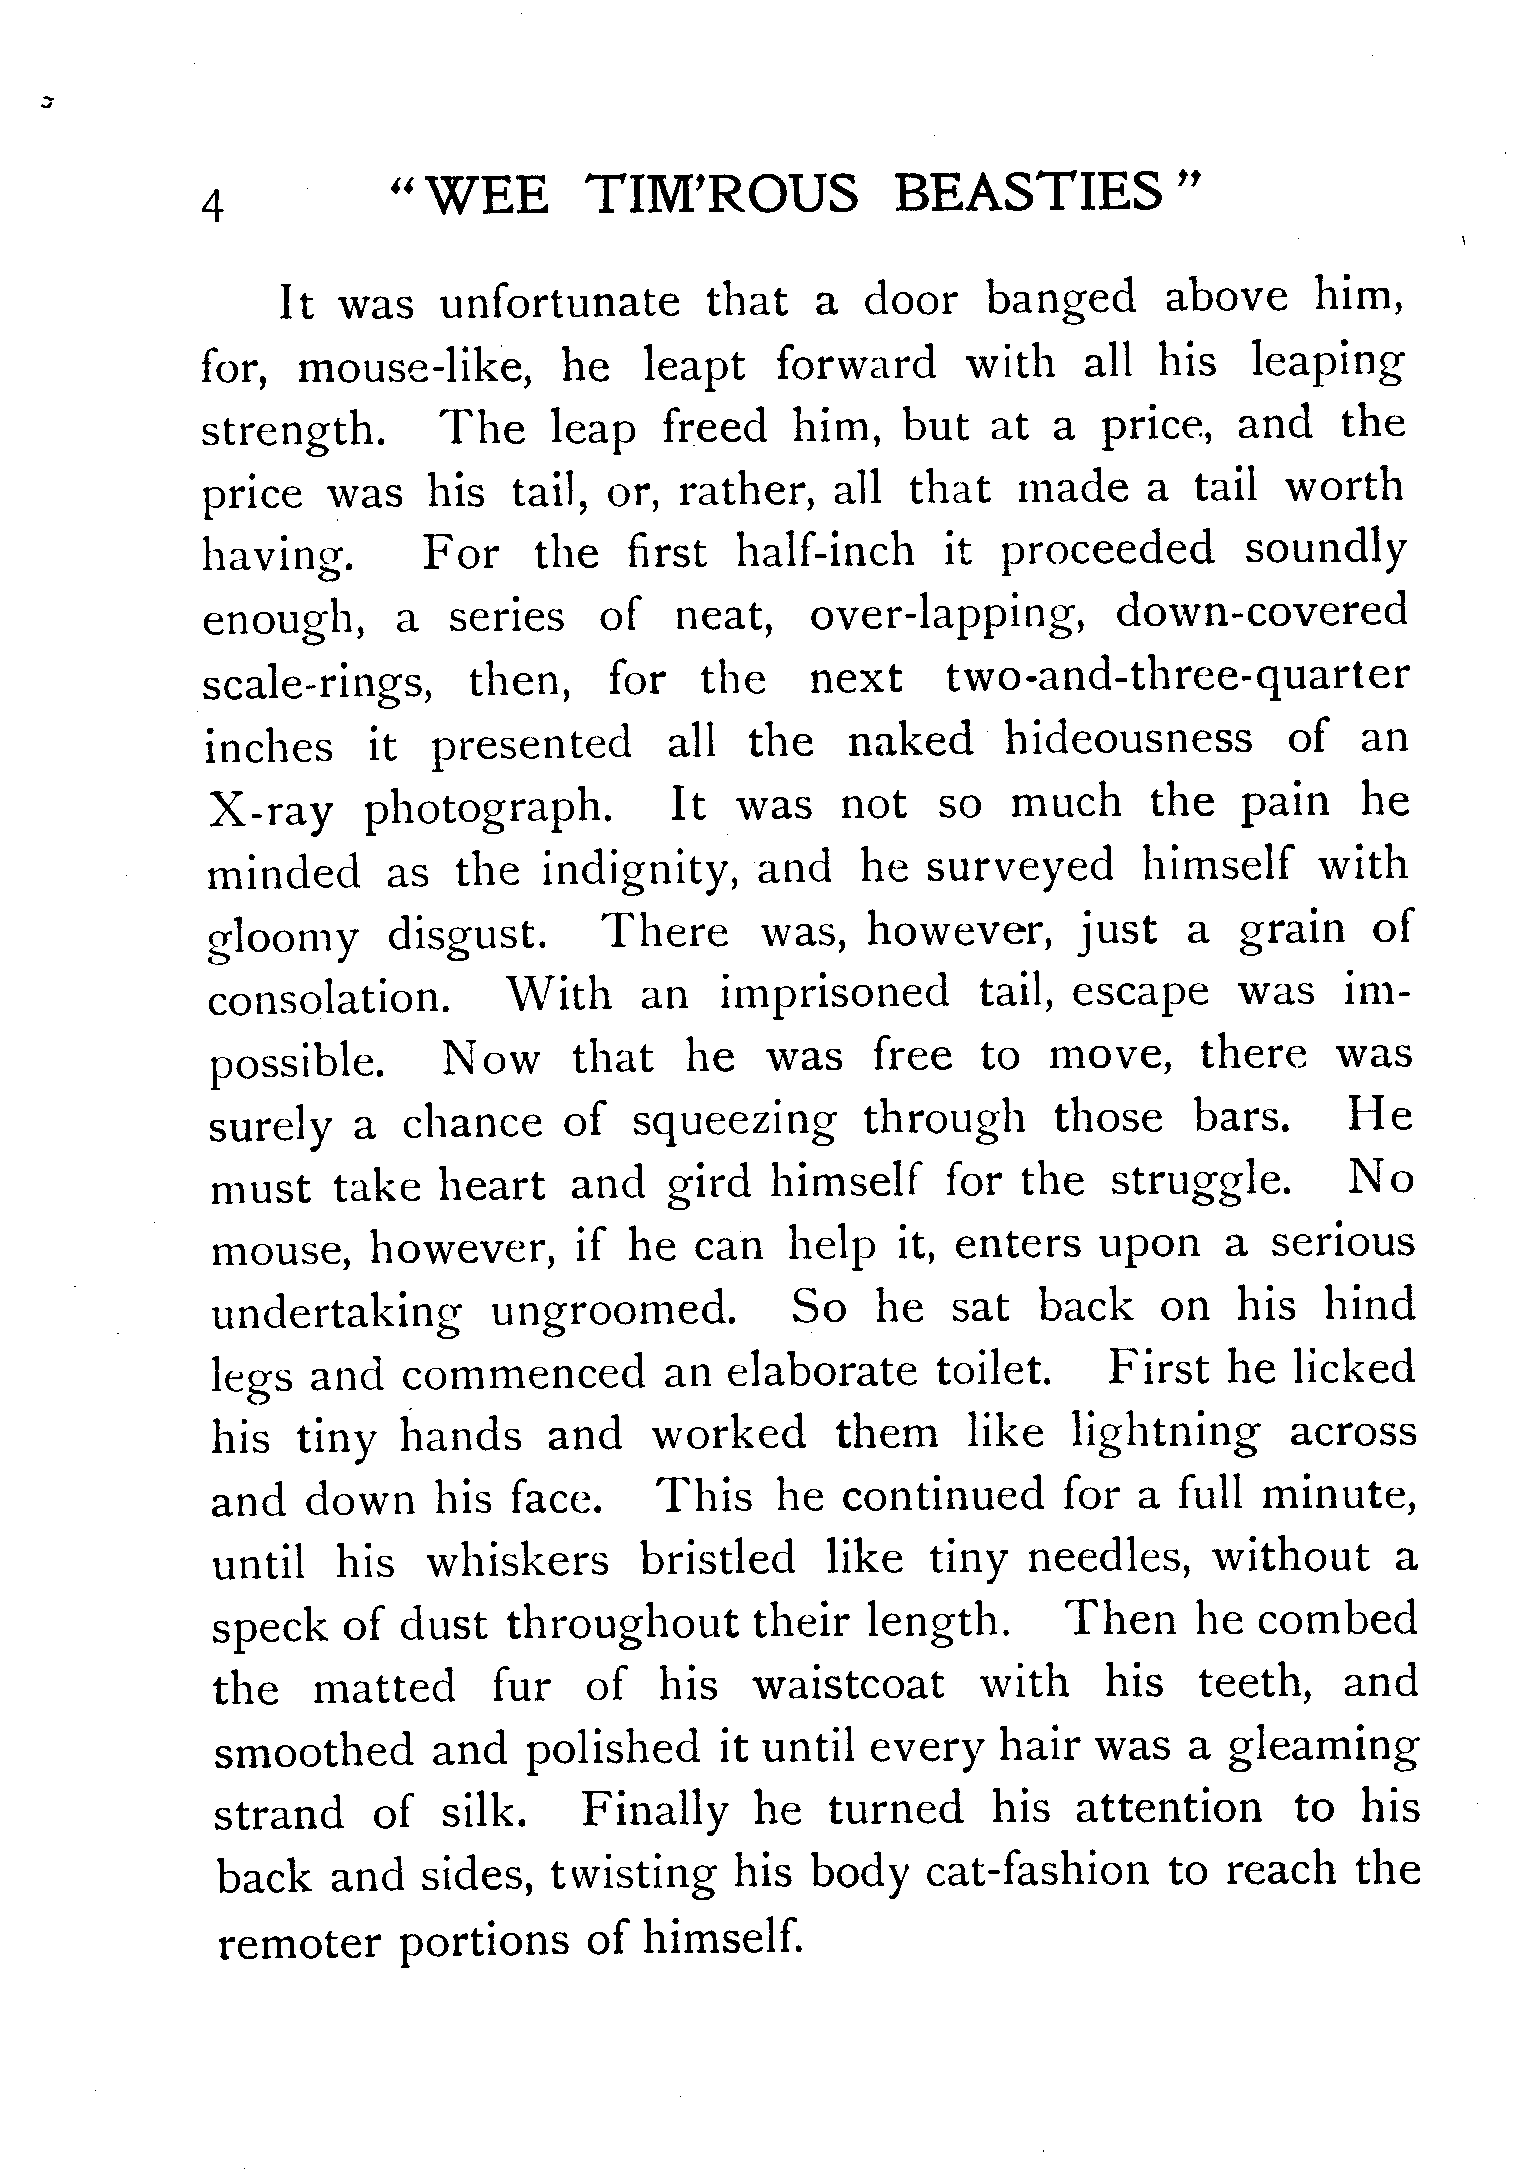 4 "WEE TIM'ROUS BEASTIES"
It was unfortunate that a door banged above him,
for, mouse-like, he leapt forward with all his leaping
strength. The leap freed him, but at a price, and the
price was his tail, or, rather, all that made a tail worth
having. For the first half-inch it proceeded soundly
enough, a series of neat, over-lapping, down-covered
scale-rings, then, for the next two-and-three-quarter
inches it presented all the naked hideousness of an
X-ray photograph. It was not so much the pain he
minded as the indignity, and he surveyed himself with
gloomy disgust. There was, however, just a grain of
consolation. With an imprisoned tail, escape was im-
possible. Now that he was free to move, there was
surely a chance of squeezing through those bars. He
must take heart and gird himself for the struggle. No
mouse, however, if he can help it, enters upon a serious
undertaking ungroomed. So he sat back on his hind
legs and commenced an elaborate toilet. First he licked
his tiny hands and worked them like lightning across
and down his face. This he continued for a full minute,
until his whiskers bristled like tiny needles, without a
speck of dust throughout their length. Then he combed
the matted fur of his waistcoat with his teeth, and
smoothed and polished it until every hair was a gleaming
strand of silk. Finally he turned his attention to his
back and sides, twisting his body cat-fashion to reach the
remoter portions of himself.